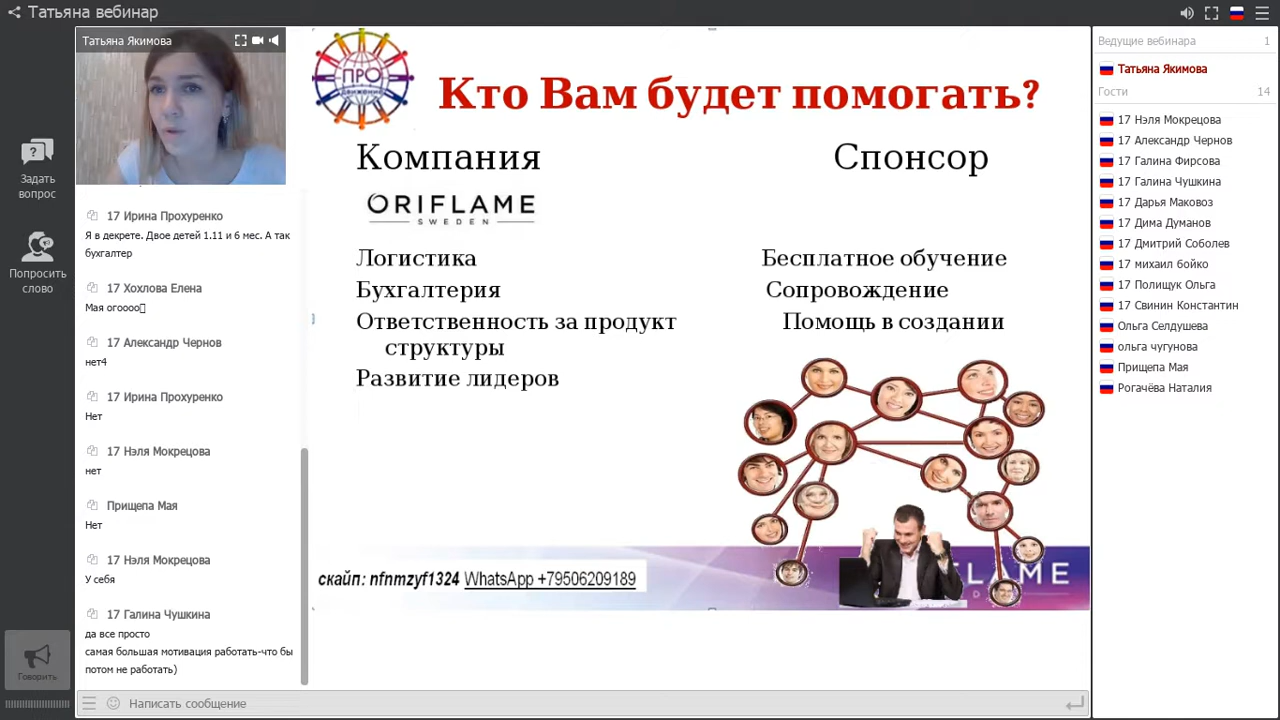 Татьяна вебинар
Татьяна Якимова
Задать
вопрос
Попросить
слово
Говорить
17 Ирина Прохуренко
Я в декрете. Двое детей 1.11 и 6 мес. А так
бухгалтер
17 Хохлова Елена
Мая огоооо
17 Александр Чернов
нет4
17 Ирина Прохуренко
Нет
17 Нэля Мокрецова
нет
Прищепа Мая
Нет
17 Нэля Мокрецова
У себя
17 Галина Чушкина
да все просто
самая большая мотивация работать-что бы
потом не работать)
Написать сообщение
ПРО
движение
Кто Вам будет помогать?
Компания
ORIFLAME
SWEDEN
Логистика
Бухгалтерия
Ответственность за продукт
структуры
Развитие лидеров
Спонсор
Бесплатное обучение
Сопровождение
Помощь в создании
скайп: nfnmzyf1324 WhatsApp +79506209189
FLAME
Ведущие вебинара 1
Татьяна Якимова
Гости 14
17 Нэля Мокрецова
17 Александр Чернов
17 Галина Фирсова
17 Галина Чушкина
17 Дарья Маковоз
17 Дима Думанов
17 Дмитрий Соболев
17 михаил бойко
17 Полищук Ольга
17 Свинин Константин
Ольга Селдушева
ольга чугунова
Прищепа Мая
Рогачёва Наталия